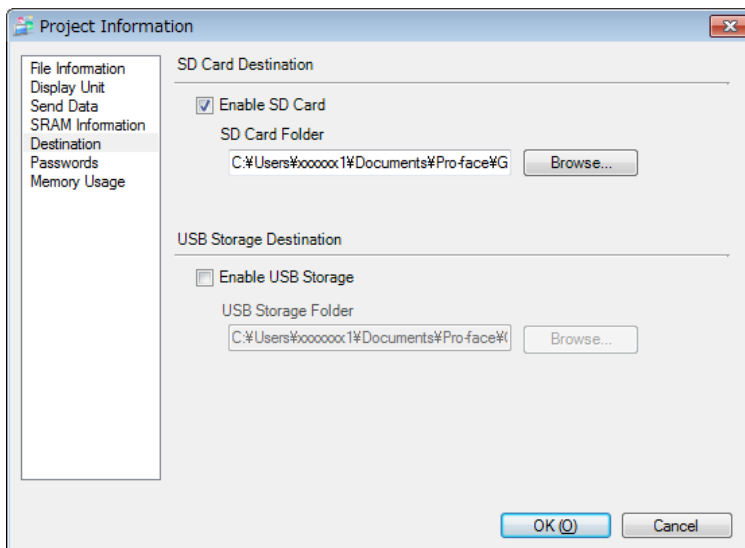 Project Information
File Information
Display Unit
Send Data
SRAM Information
Destination
Passwords
Memory Usage
SD Card Destination
Enable SD Card
SD Card Folder
C:¥Users¥xxxxxx1¥Documents¥Pro-face¥G
Browse...
USB Storage Destination
Enable USB Storage
USB Storage Folder
C:¥Users¥xxxxxxx1¥Documents¥Pro-face¥
Browse...
OK (O)
Cancel